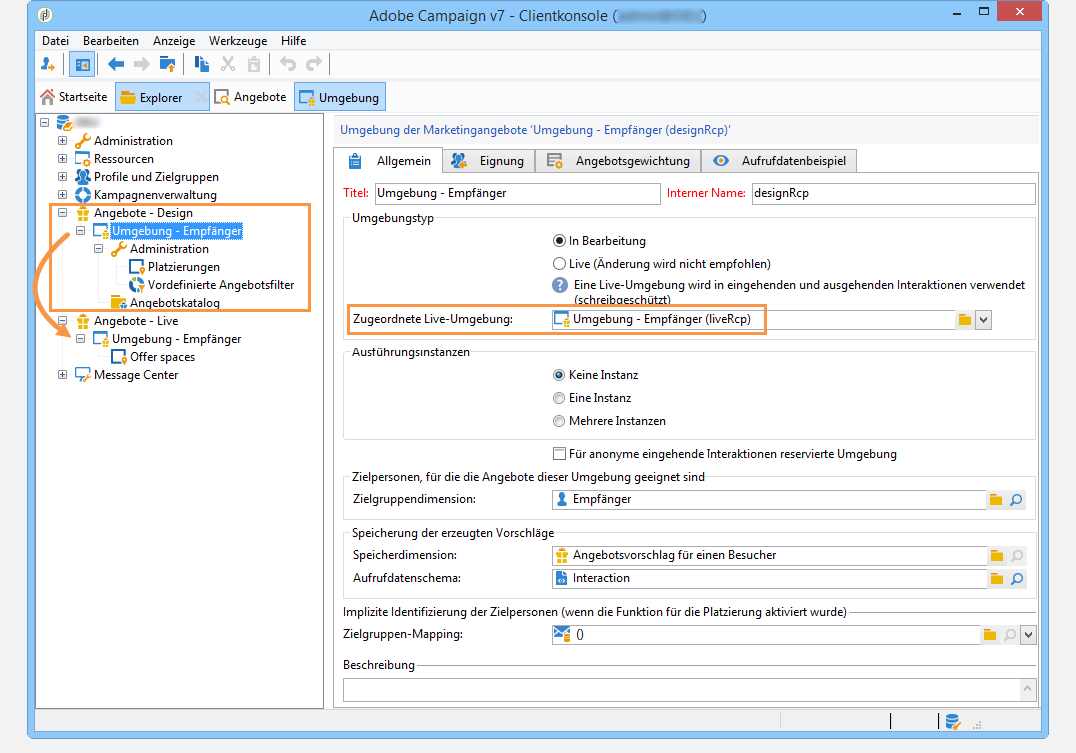 Adobe Campaign v7 - Clientkonsole ( )
Datei Bearbeiten Anzeige Werkzeuge Hilfe
Startseite Explorer Angebote Umgebung
Administration
Ressourcen
Profile und Zielgruppen
Kampagnenverwaltung
Angebote - Design
Umgebung - Empfänger
Administration
Platzierungen
Vordefinierte Angebotsfilter
Angebotskatalog
Angebote - Live
Umgebung - Empfänger
Offer spaces
Message Center
Umgebung der Marketingangebote 'Umgebung - Empfänger (designRcp)'
Allgemein Eignung Angebotsgewichtung Aufrufdatenbeispiel
Titel: Umgebung - Empfänger Interner Name: designRcp
Umgebungstyp
In Bearbeitung
Live (Änderung wird nicht empfohlen)
Eine Live-Umgebung wird in eingehenden und ausgehenden Interaktionen verwendet
(schreibgeschützt)
Zugeordnete Live-Umgebung: Umgebung - Empfänger (liveRcp)
Ausführungsinstanzen
Keine Instanz
Eine Instanz
Mehrere Instanzen
Für anonyme eingehende Interaktionen reservierte Umgebung
Zielpersonen, für die die Angebote dieser Umgebung geeignet sind
Zielgruppendimension: Empfänger
Speicherung der erzeugten Vorschläge
Speicherdimension: Angebotsvorschlag für einen Besucher
Aufrufdatenschema: Interaction
Implizite Identifizierung der Zielpersonen (wenn die Funktion für die Platzierung aktiviert wurde)
Zielgruppen-Mapping: ()
Beschreibung